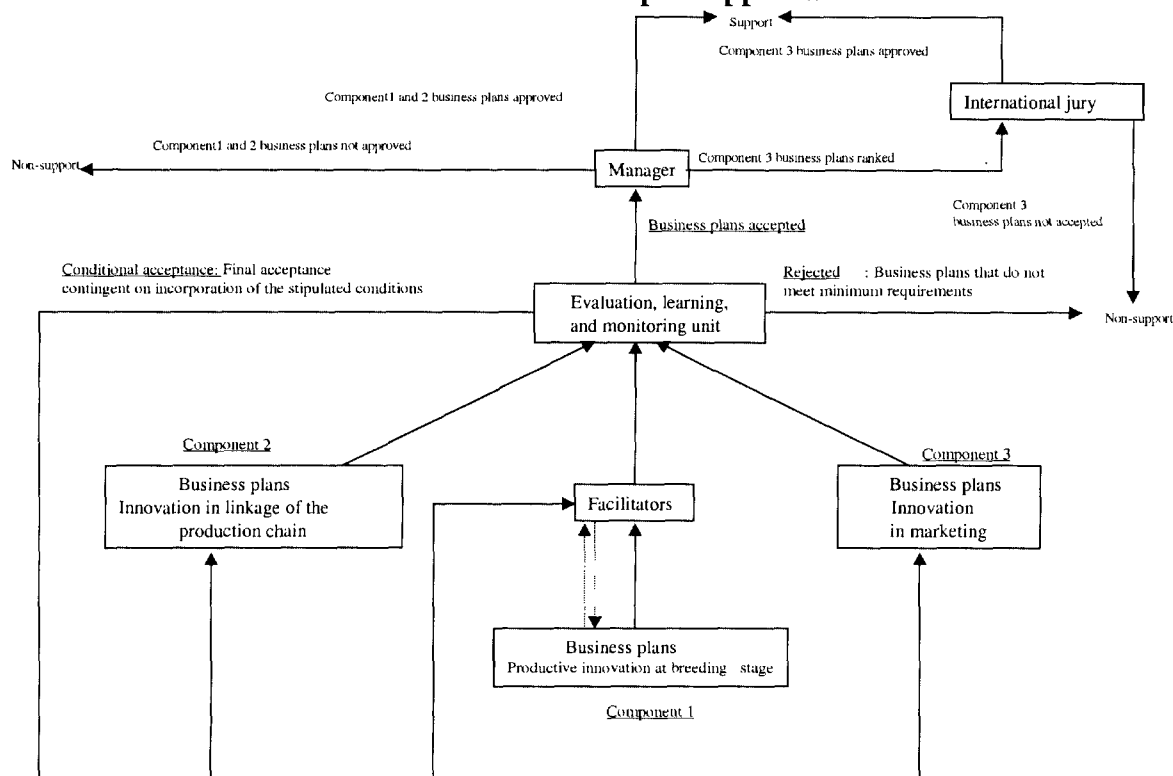 Support
Component 3 business plans approved
Component1 and 2 business plans approved
International jury
Component1 and 2 business plans not approved
Non-support
Manager
Component 3 business plans ranked
Component 3
business plans not accepted
Business plans accepted
Conditional acceptance: Final acceptance
contingent on incorporation of the stipulated conditions
Rejected : Business plans that do not
meet minimum requirements
Evaluation, learning,
and monitoring unit
Non-support
Component 2
Business plans
Innovation in linkage of the
production chain
Facilitators
Component 3
Business plans
Innovation
in marketing
Business plans
Productive innovation at breeding stage
Component 1